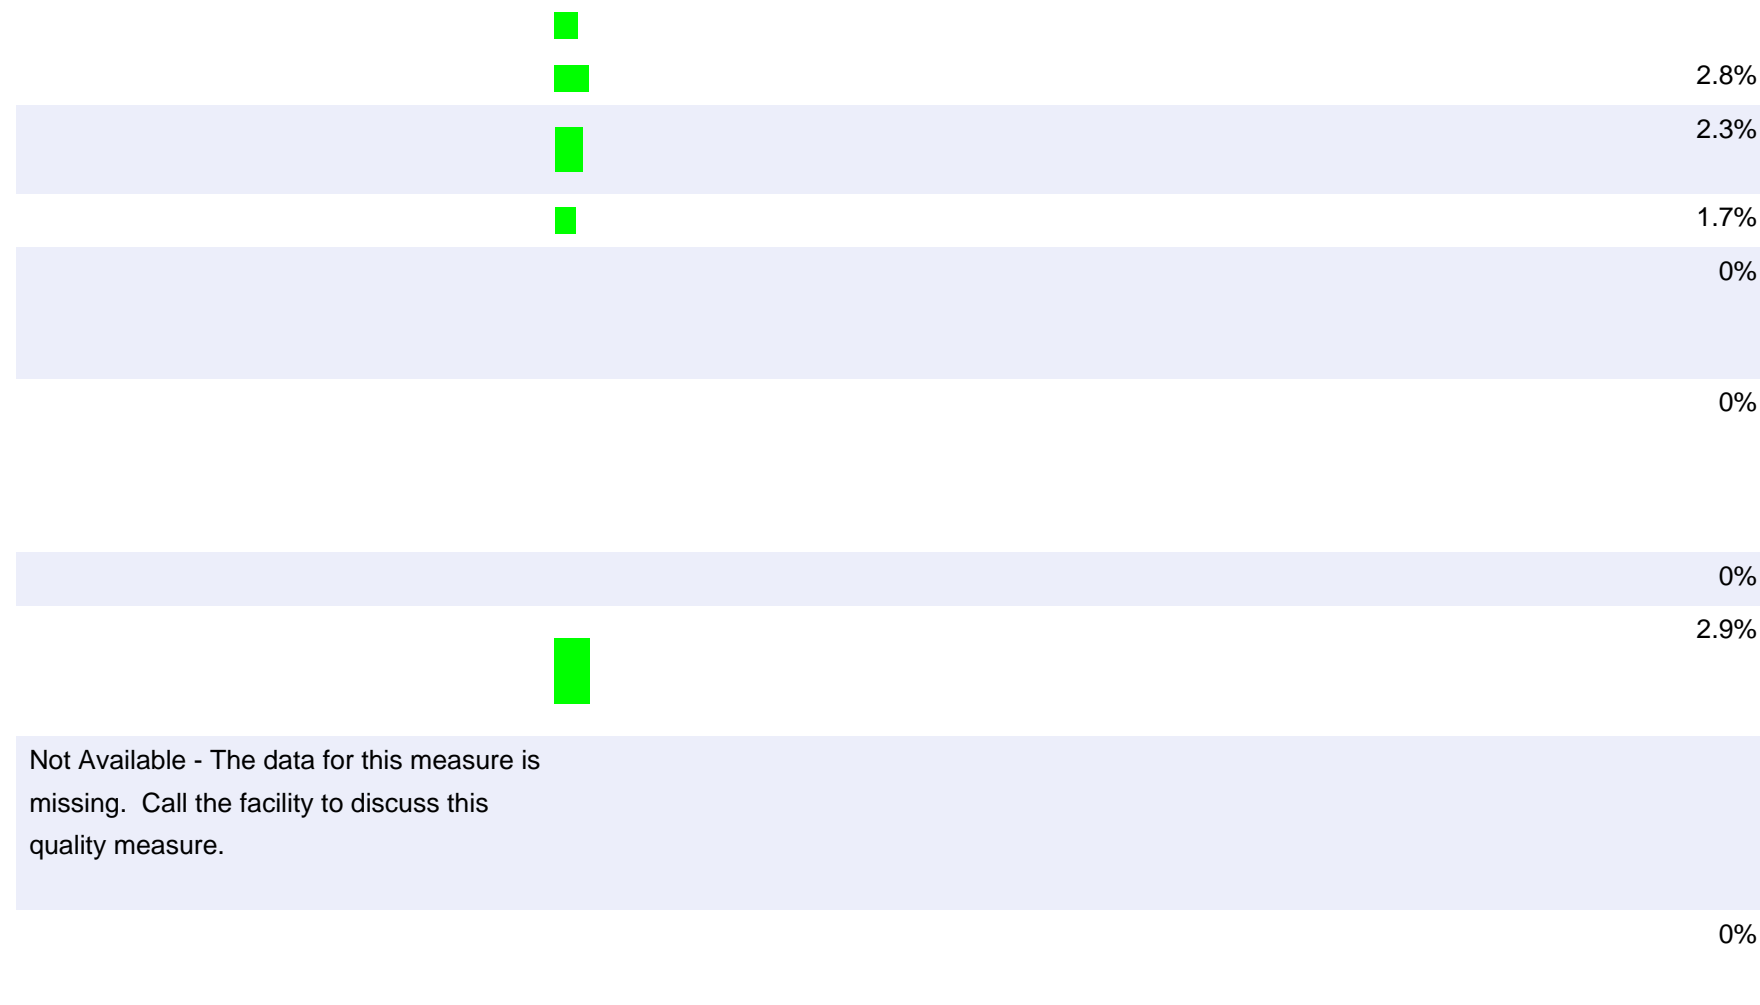 2.8%
2.3%
1.7%
0%
0%
0%
2.9%
Not Available - The data for this measure is
missing.  Call the facility to discuss this
quality measure.
0%